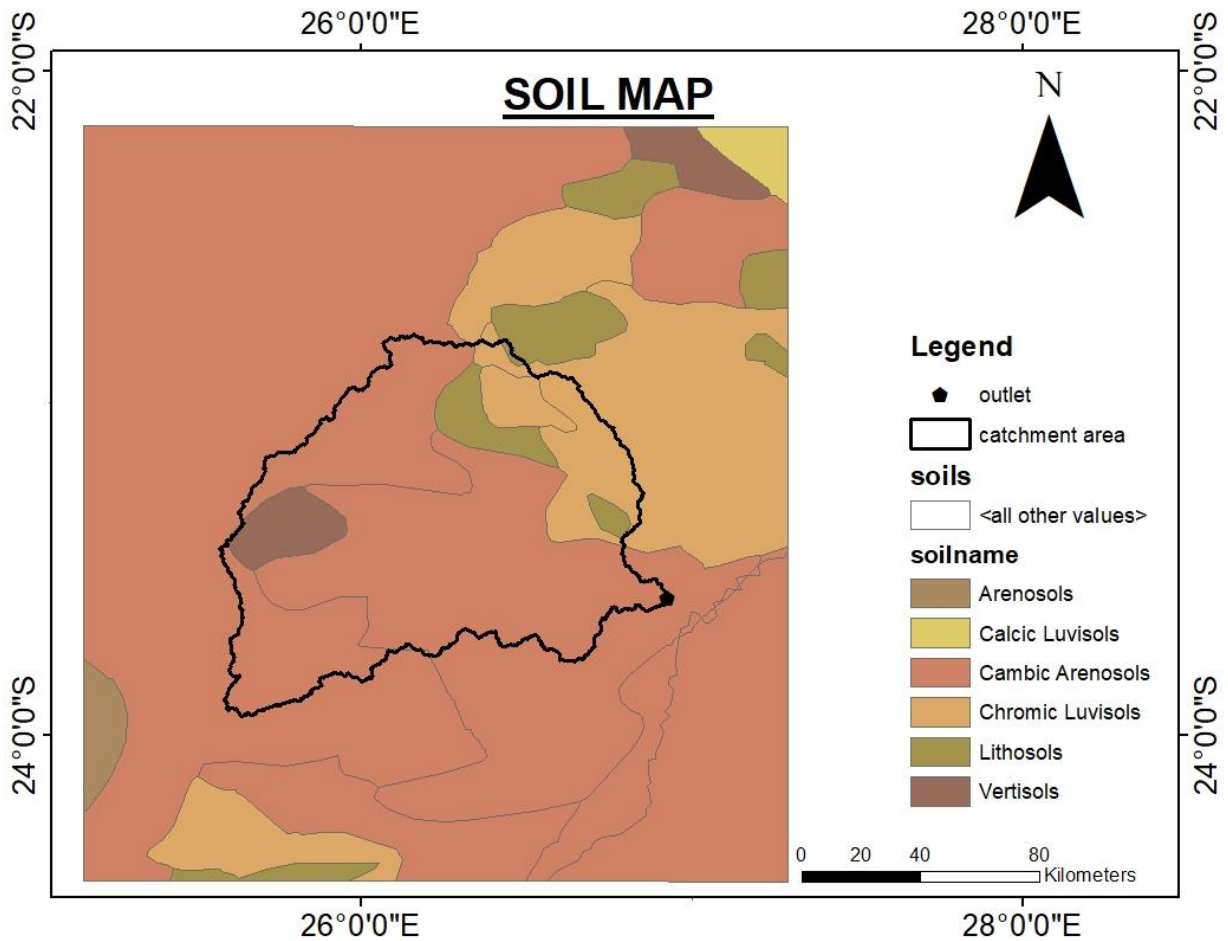 26°0'0"E 28°0'0"E
22°0'0"S 22°0'0"S
SOIL MAP
N
Legend
outlet
catchment area
soils
<all other values>
soilname
Arenosols
Calcic Luvisols
Cambic Arenosols
Chromic Luvisols
Lithosols
Vertisols
24°0'0"S 24°0'0"S
0 20 40 80
Kilometers
26°0'0"E 28°0'0"E